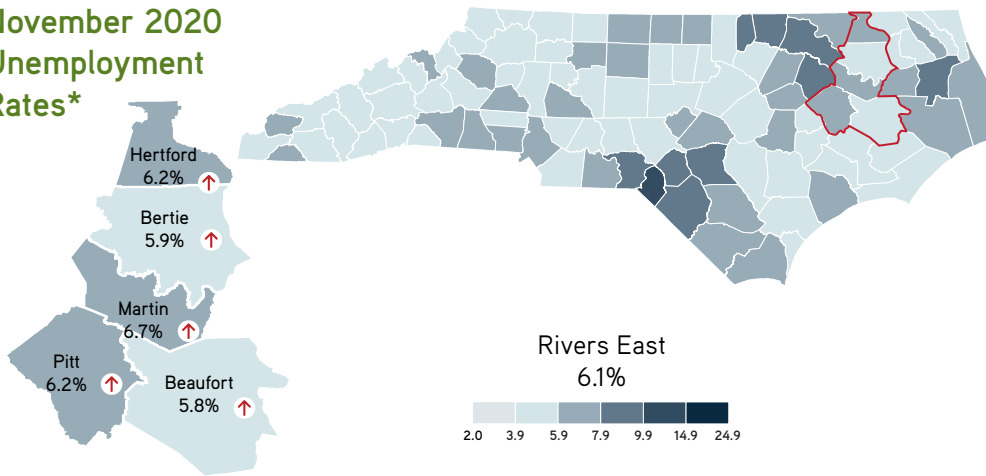 November 2020
Unemployment
Rates*
Hertford
6.2%
Bertie
5.9%
Martin
6.7%
Pitt
6.2%
Beaufort
5.8%
Rivers East
6.1%
2.0 3.9 5.9 7.9 9.9 14.9 24.9